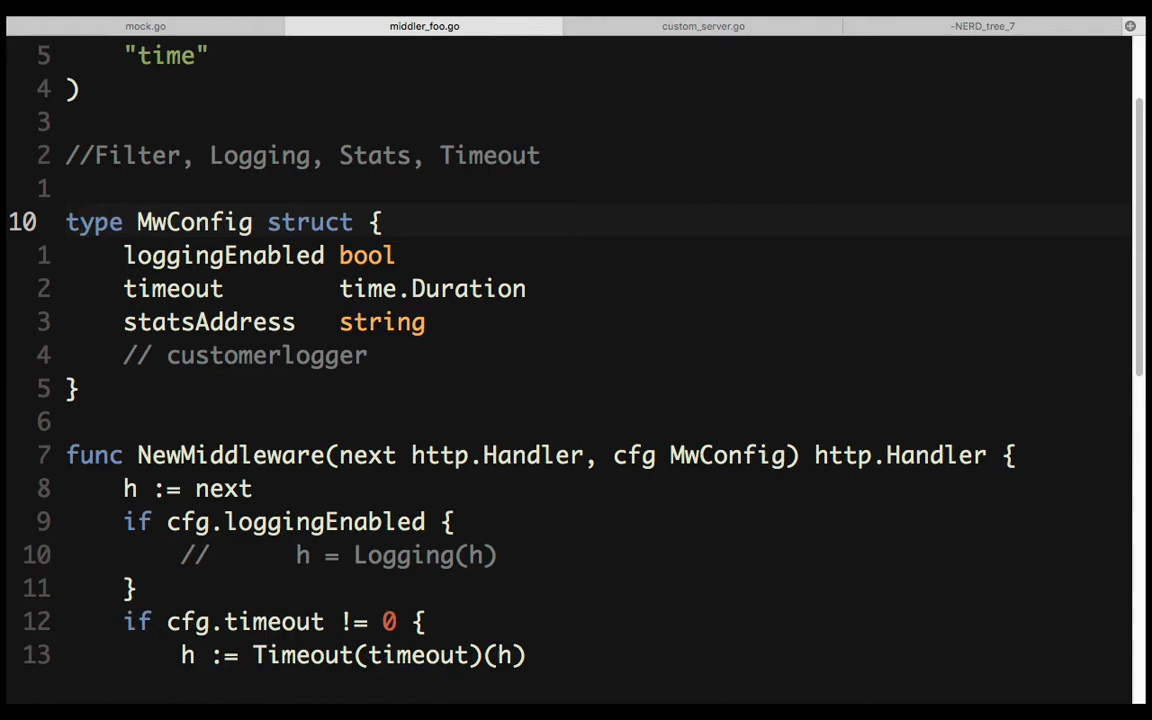 mock.go middler_foo.go custom_server.go -NERD_tree_7
5 "time"
4 )
3
2 //Filter, Logging, Stats, Timeout
1
10 type MwConfig struct {
1 loggingEnabled bool
2 timeout time.Duration
3 statsAddress string
4 // customerlogger
5 }
6
7 func NewMiddleware(next http.Handler, cfg MwConfig) http.Handler {
8 h := next
9 if cfg.loggingEnabled {
10 // h = Logging(h)
11 }
12 if cfg.timeout != 0 {
13 h := Timeout(timeout)(h)